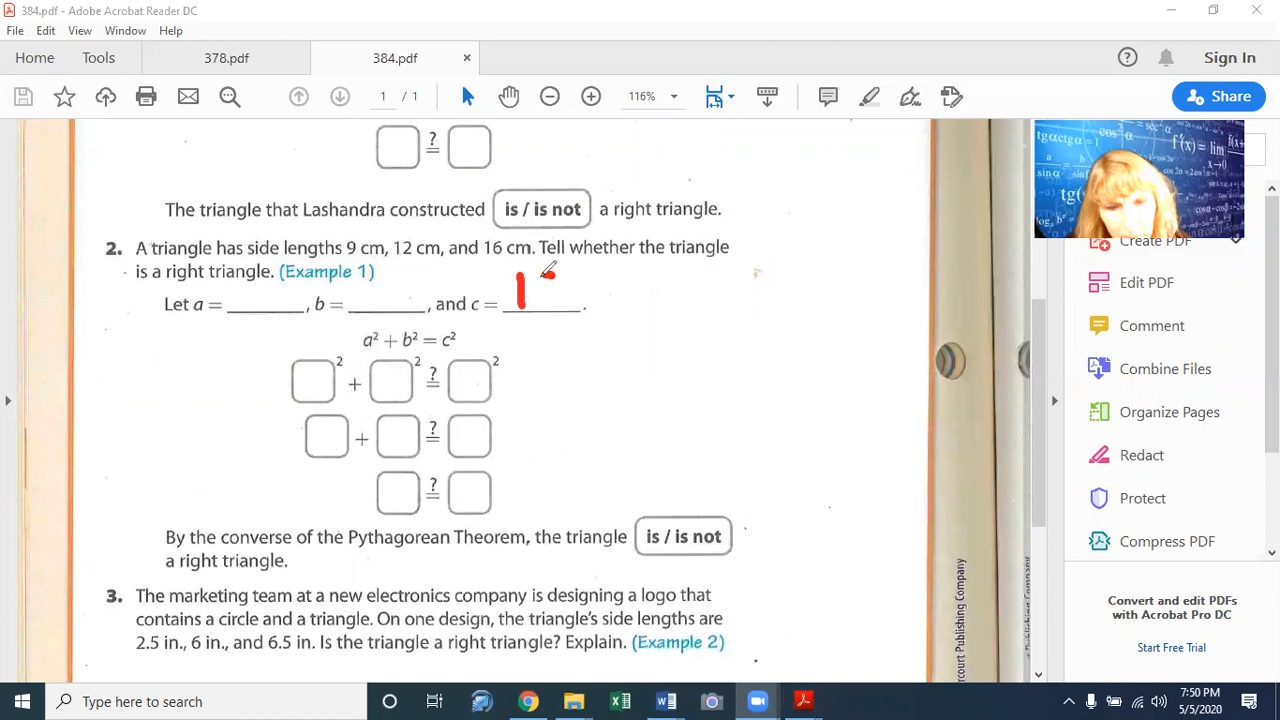 384.pdf - Adobe Acrobat Reader DC
File Edit View Window Help
Home Tools 378.pdf 384.pdf × ? Sign In
1 / 1 116% Share
? =
The triangle that Lashandra constructed is / is not a right triangle.
2. A triangle has side lengths 9 cm, 12 cm, and 16 cm. Tell whether the triangle
is a right triangle. (Example 1)
Let a = ________, b = ________, and c = ________.
a² + b² = c²
² + ² ? = ²
+ ? =
? =
By the converse of the Pythagorean Theorem, the triangle is / is not
a right triangle.
3. The marketing team at a new electronics company is designing a logo that
contains a circle and a triangle. On one design, the triangle's side lengths are
2.5 in., 6 in., and 6.5 in. Is the triangle a right triangle? Explain. (Example 2)
Harcourt Publishing Company
Create PDF
Edit PDF
Comment
Combine Files
Organize Pages
Redact
Protect
Compress PDF
Convert and edit PDFs
with Acrobat Pro DC
Start Free Trial
Type here to search
7:50 PM
5/5/2020